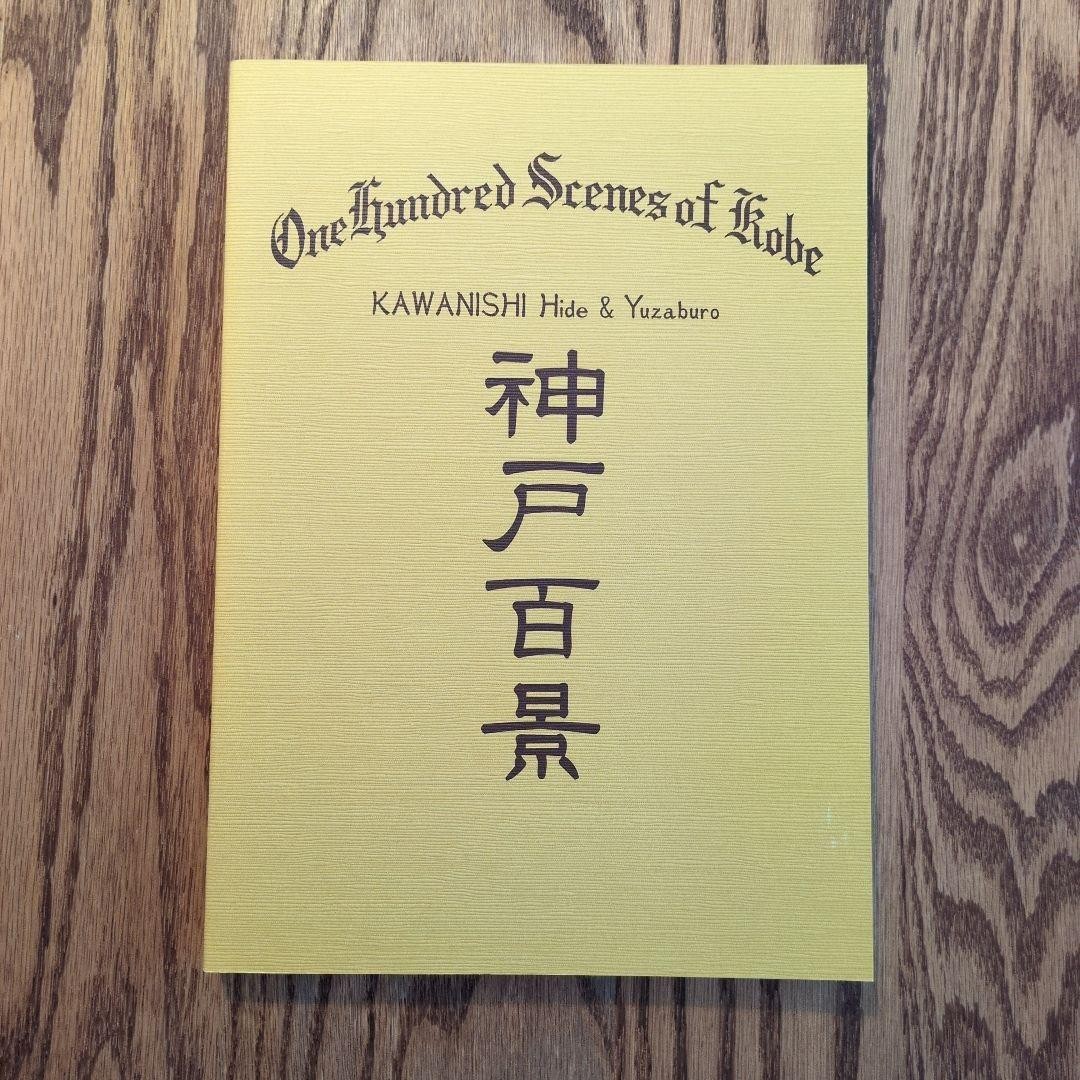 One Hundred Scenes of Kobe
KAWANISHI Hide & Yuzaburo
神戸百景